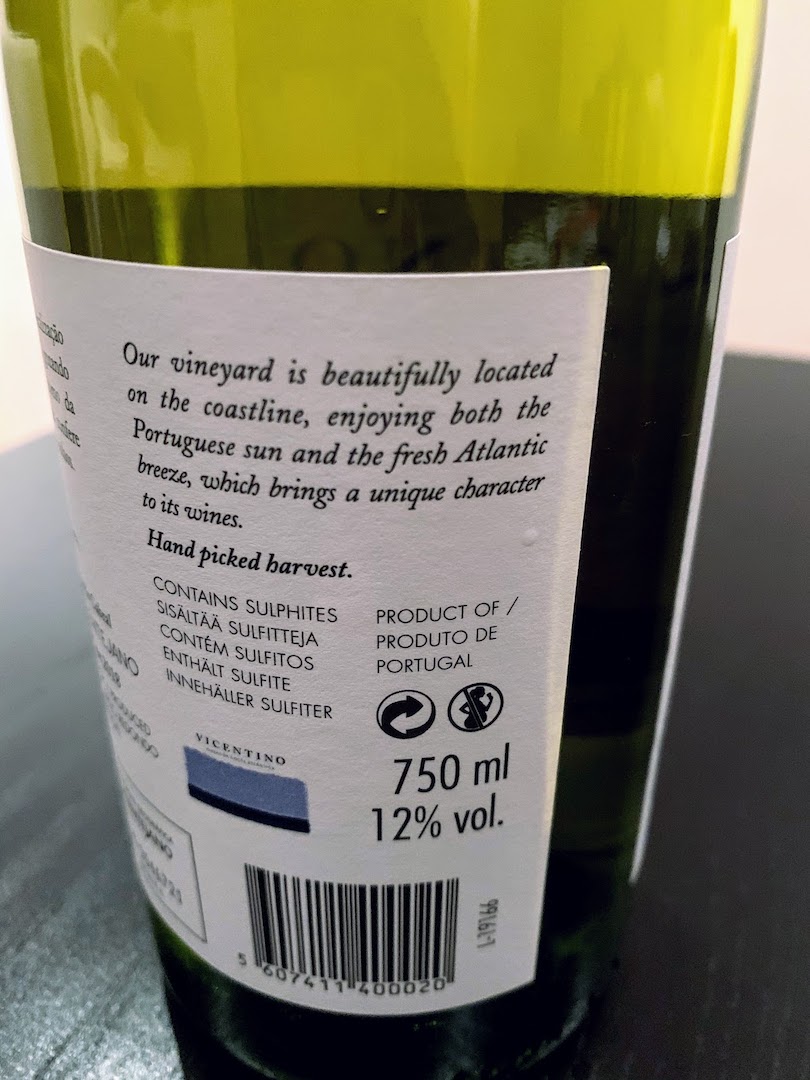 Our vineyard is beautifully located
on the coastline, enjoying both the
Portuguese sun and the fresh Atlantic
breeze, which brings a unique character
to its wines.
Hand picked harvest.
CONTAINS SULPHITES
SISÄLTÄÄ SULFITTEJA
CONTÉM SULFITOS
ENTHÄLT SULFITE
INNEHÅLLER SULFITER
PRODUCT OF /
PRODUTO DE
PORTUGAL
VICENTINO
750 ml
12% vol.
5 607411 400020